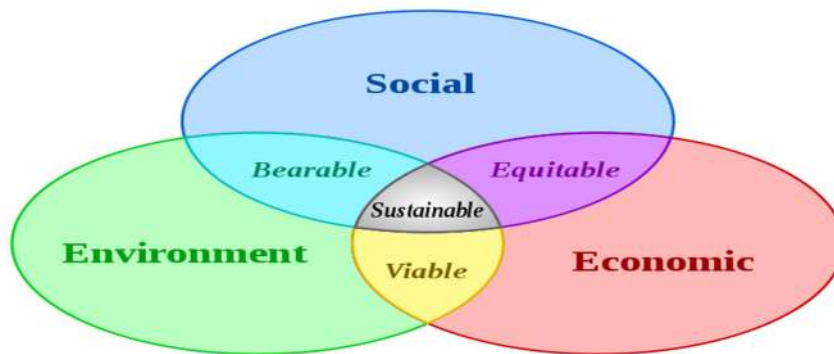 Social
Bearable
Equitable
Sustainable
Environment
Viable
Economic